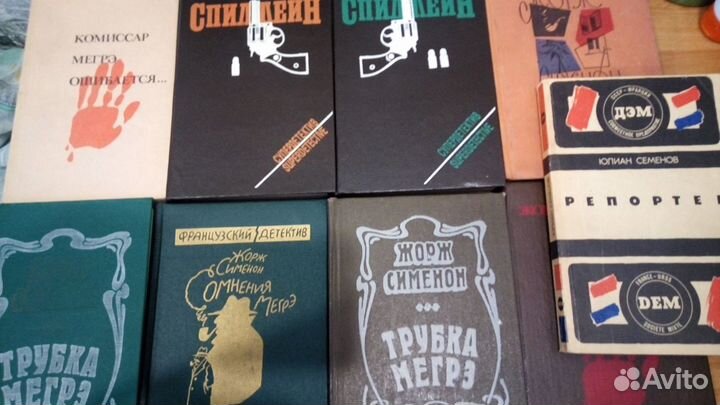 КОМИССАР
МЕГРЭ
ОШИБАЕТСЯ...
СПИЛЛЕЙН
СУПЕРДЕТЕКТИВ
SUPERDETECTIVE
СПИЛЛЕЙН
СУПЕРДЕТЕКТИВ
SUPERDETECTIVE
СССР-ФРАНЦИЯ
ДЭМ
СОВМЕСТНОЕ ПРЕДПРИЯТИЕ
ЮЛИАН СЕМЕНОВ
РЕПОРТЕР
FRANCE-URSS
DEM
SOCIETE MIXTE
ТРУБКА
МЕГРЭ
ФРАНЦУЗСКИЙ ДЕТЕКТИВ
ЖОРЖ
СИМЕНОН
СОМНЕНИЯ
МЕГРЭ
ЖОРЖ
СИМЕНОН
ТРУБКА
МЕГРЭ
Avito